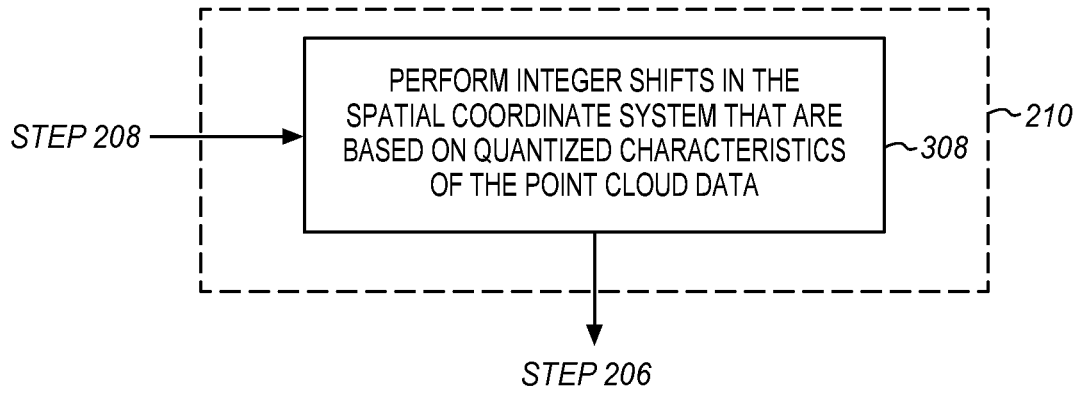 PERFORM INTEGER SHIFTS IN THE
SPATIAL COORDINATE SYSTEM THAT ARE
BASED ON QUANTIZED CHARACTERISTICS
OF THE POINT CLOUD DATA
STEP 208
210
308
STEP 206